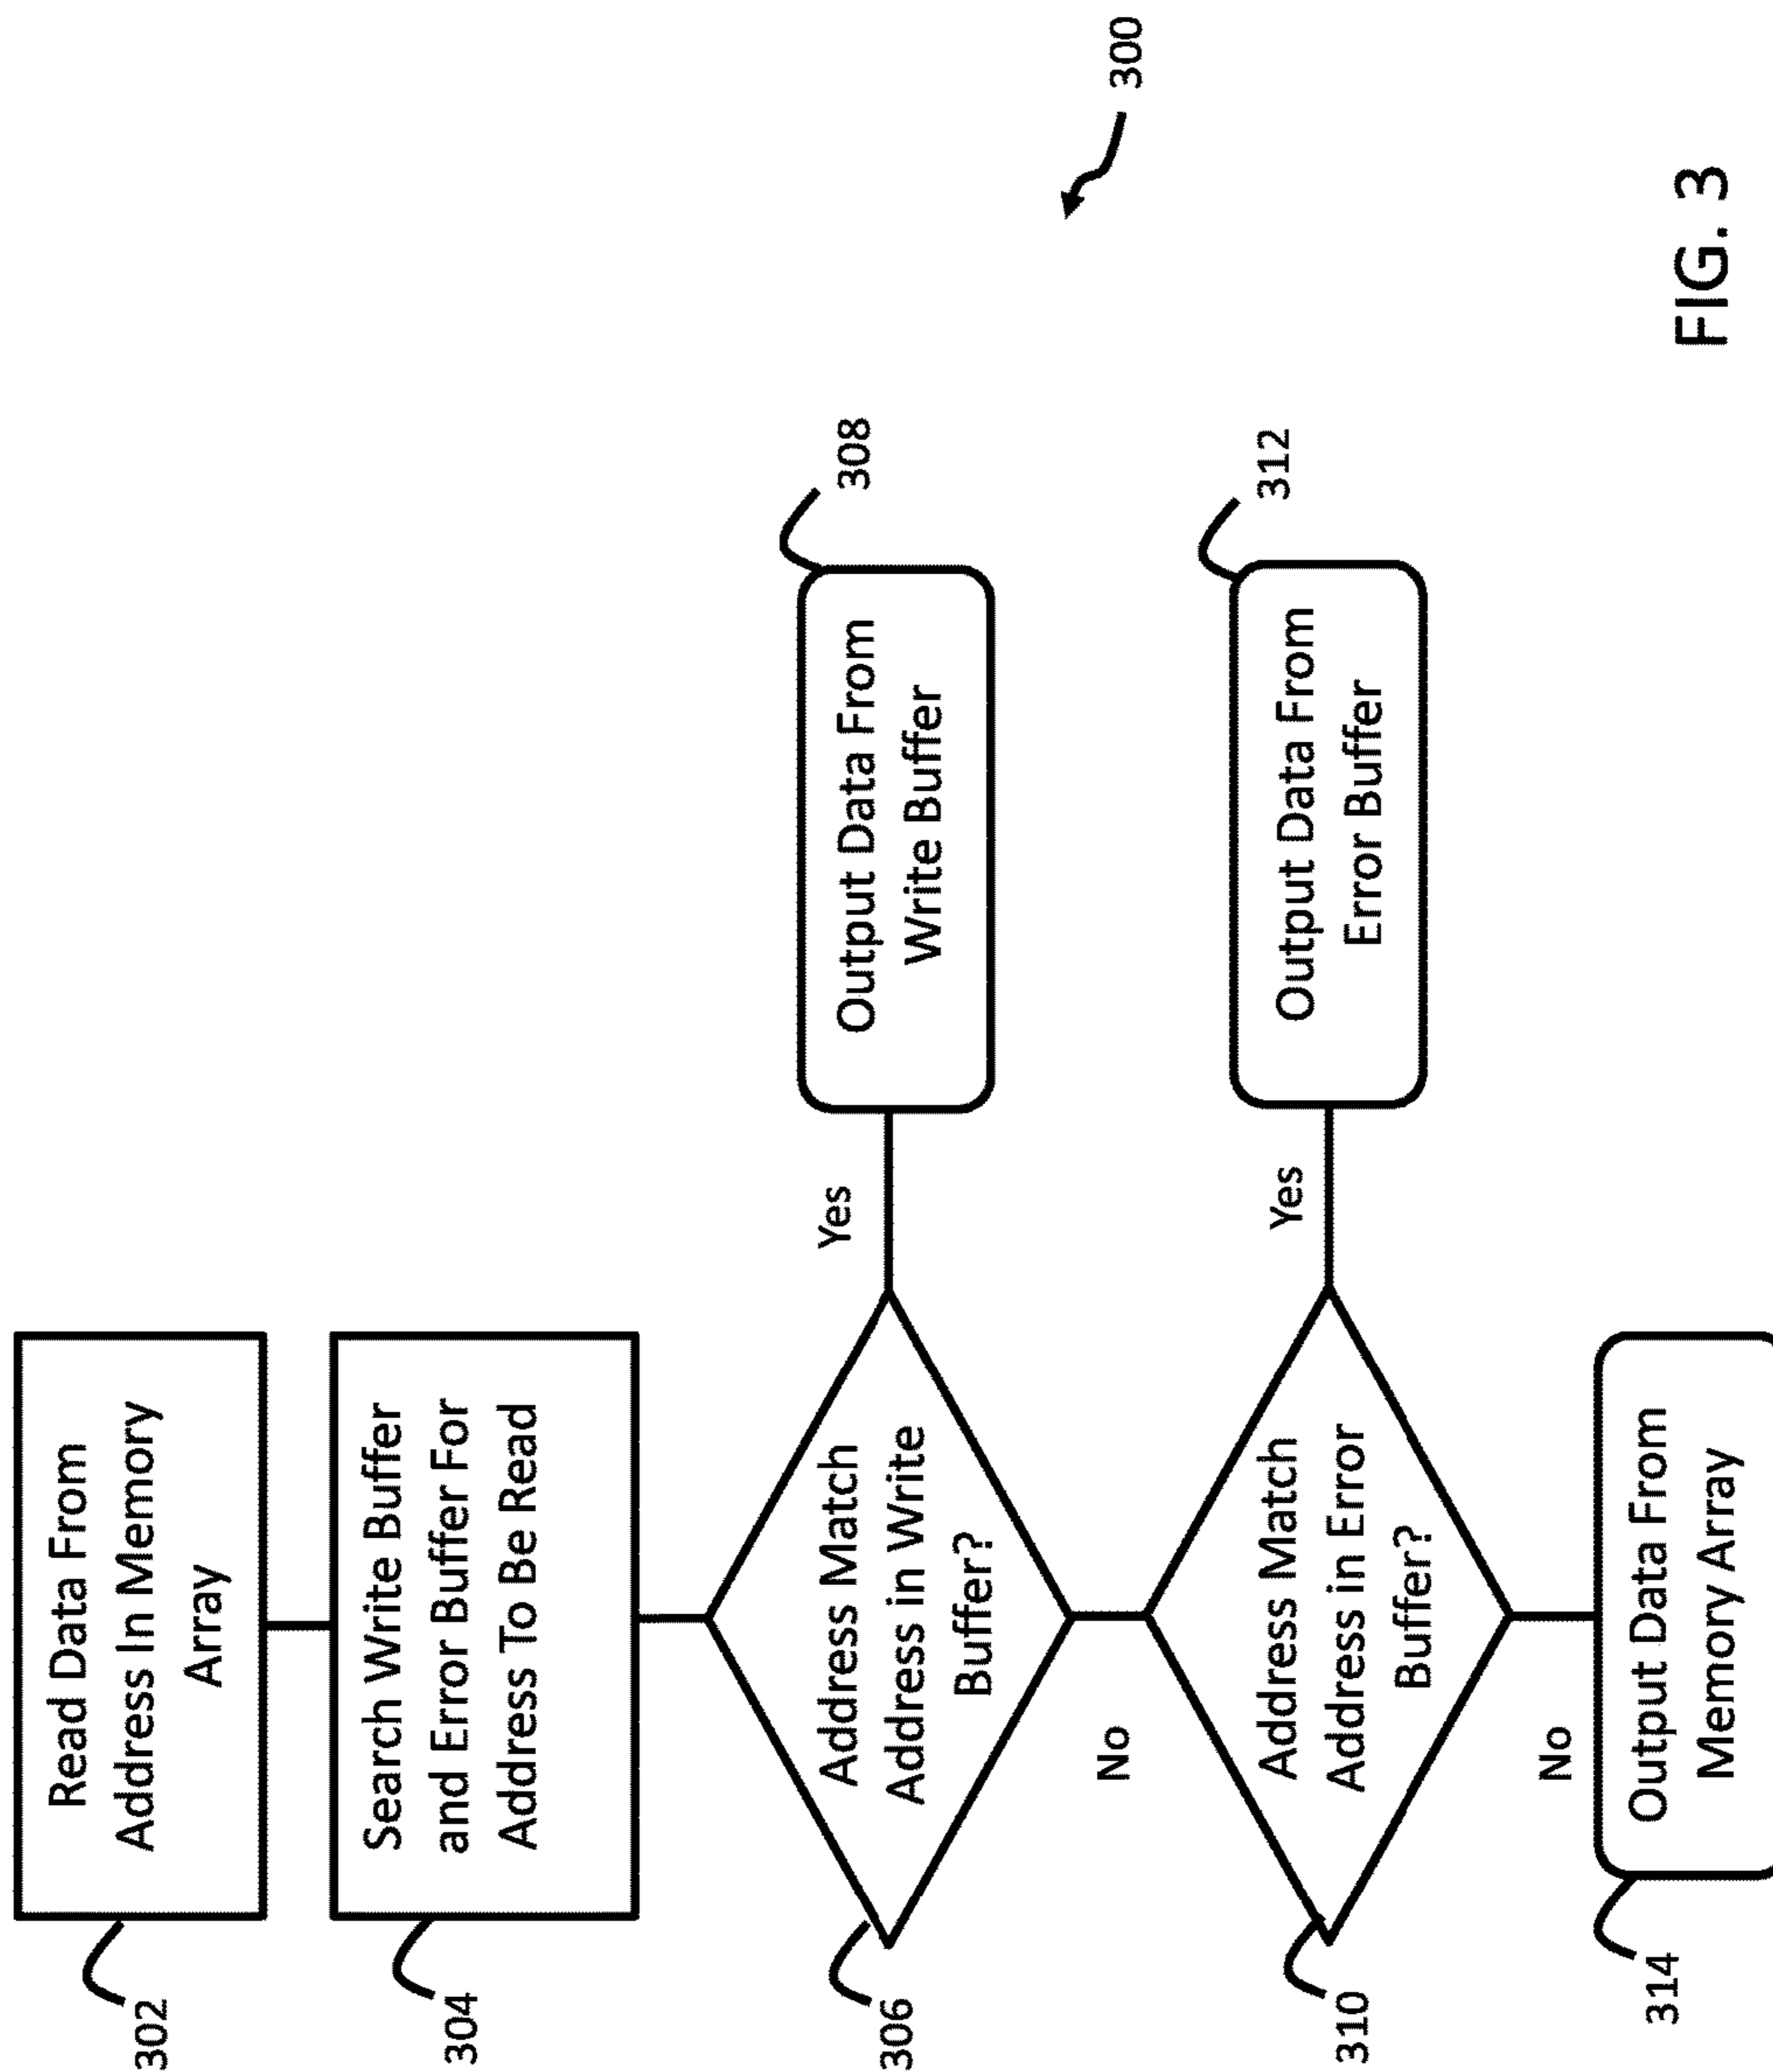 302
Read Data From
Address In Memory
Array
304
Search Write Buffer
and Error Buffer For
Address To Be Read
306
Address Match
Address in Write
Buffer?
Yes
308
Output Data From
Write Buffer
No
310
Address Match
Address in Error
Buffer?
Yes
312
Output Data From
Error Buffer
No
314
Output Data From
Memory Array
300
FIG. 3